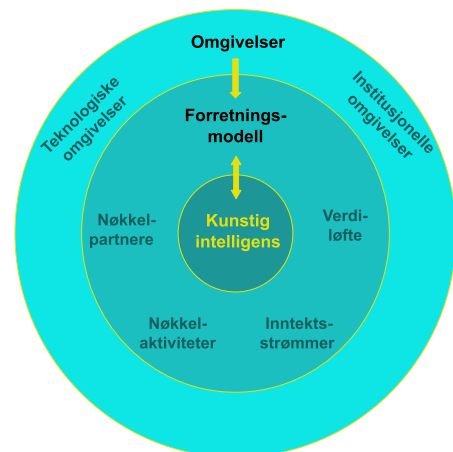 Omgivelser
Teknologiske
omgivelser
Institusjonelle
omgivelser
Forretnings-
modell
Nøkkel-
partnere
Kunstig
intelligens
Verdi-
løfte
Nøkkel-
aktiviteter
Inntekts-
strømmer